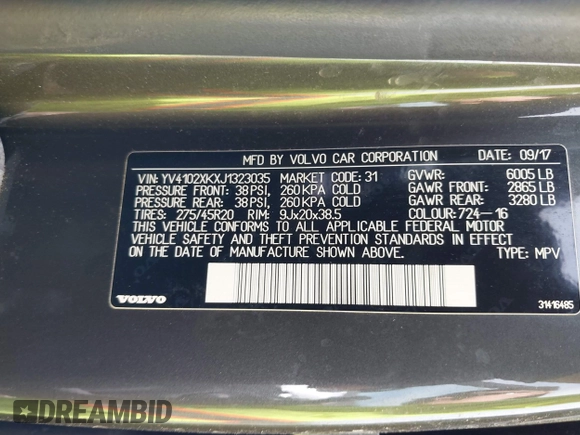 MFD BY VOLVO CAR CORPORATION DATE: 09/17
VIN: YV4102XKXJ1323035 MARKET CODE: 31 GVWR: 6005 LB
PRESSURE FRONT: 38 PSI, 260 KPA COLD GAWR FRONT: 2865 LB
PRESSURE REAR: 38 PSI, 260 KPA COLD GAWR REAR: 3280 LB
TIRES: 275/45R20 RIM: 9Jx20x38.5 COLOUR: 724-16
THIS VEHICLE CONFORMS TO ALL APPLICABLE FEDERAL MOTOR
VEHICLE SAFETY AND THEFT PREVENTION STANDARDS IN EFFECT
ON THE DATE OF MANUFACTURE SHOWN ABOVE. TYPE: MPV
VOLVO 31416485
DREAMBID